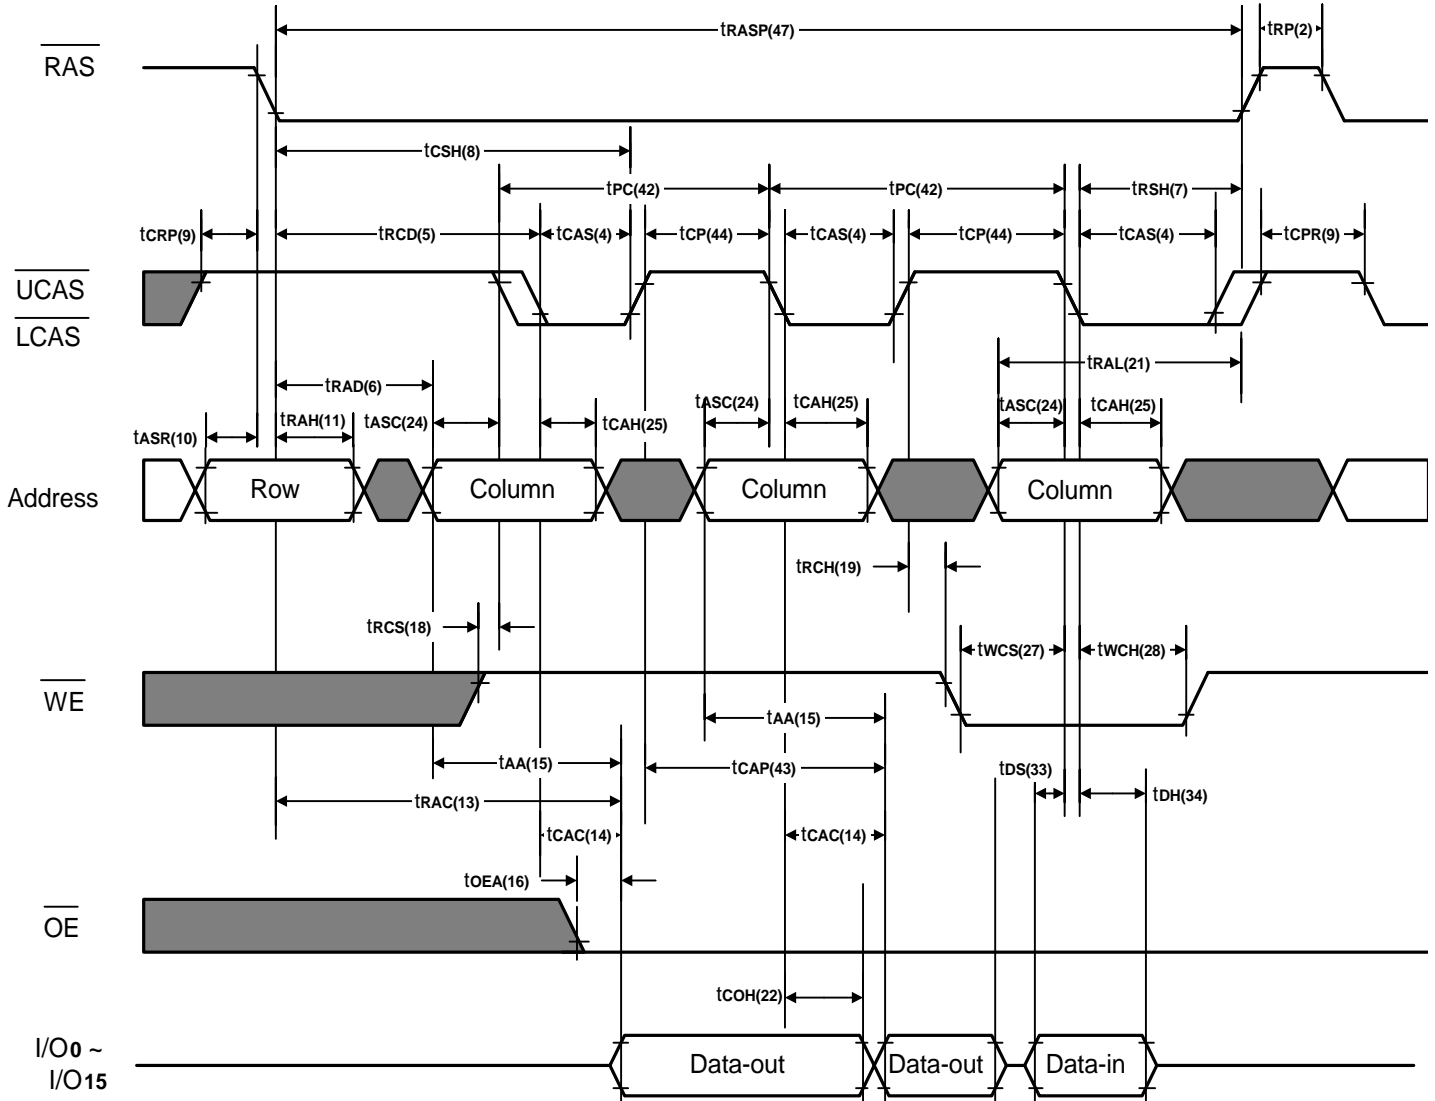 tRASP(47) tRP(2)
RAS
tCSH(8)
tPC(42) tPC(42) tRSH(7)
tCRP(9) tRCD(5) tCAS(4) tCP(44) tCAS(4) tCP(44) tCAS(4) tCPR(9)
UCAS
LCAS
tRAL(21)
tRAD(6)
tASR(10) tRAH(11) tASC(24) tCAH(25) tASC(24) tCAH(25) tASC(24) tCAH(25)
Address Row Column Column Column
tRCH(19)
tRCS(18) tWCS(27) tWCH(28)
WE
tAA(15)
tAA(15) tCAP(43) tDS(33)
tRAC(13) tDH(34)
tCAC(14) tCAC(14)
tOEA(16)
OE
tCOH(22)
I/O0 ~
I/O15 Data-out Data-out Data-in